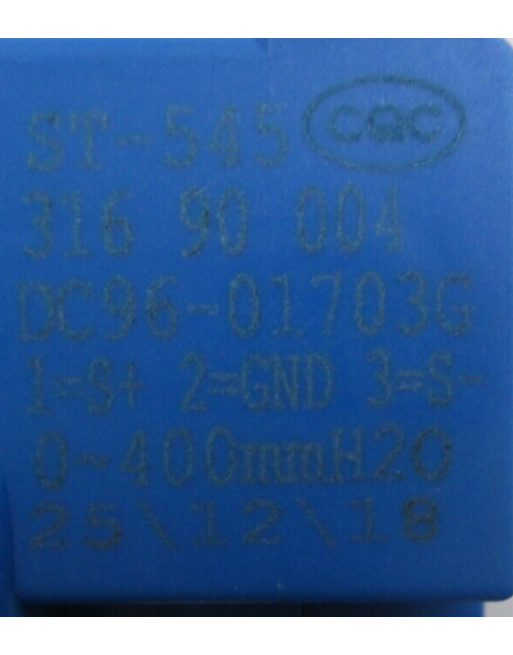 ST-545 CQC
316 90 004
DC96-01703G
1=S+ 2=GND 3=S-
0~400mmH2O
25\12\18